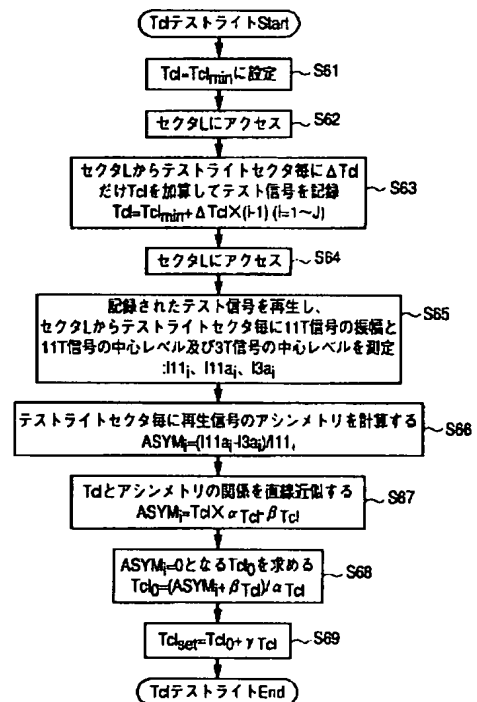 TclテストライトStart
Tcl=Tclminに設定
S61
セクタLにアクセス
S62
セクタLからテストライトセクタ毎にΔTcl
だけTclを加算してテスト信号を記録
Tcl=Tclmin+ΔTcl×(i-1) (i=1~J)
S63
セクタLにアクセス
S64
記録されたテスト信号を再生し、
セクタLからテストライトセクタ毎に11T信号の振幅と
11T信号の中心レベル及び3T信号の中心レベルを測定
:I11i、I11ai、I3ai
S65
テストライトセクタ毎に再生信号のアシンメトリを計算する
ASYMi=(I11ai-I3ai)/I11i
S66
Tclとアシンメトリの関係を直線近似する
ASYMi=Tcl×αTcl-βTcl
S67
ASYMi=0となるTcl0を求める
Tcl0=(ASYMi+βTcl)/αTcl
S68
Tclset=Tcl0+γTcl
S69
TclテストライトEnd